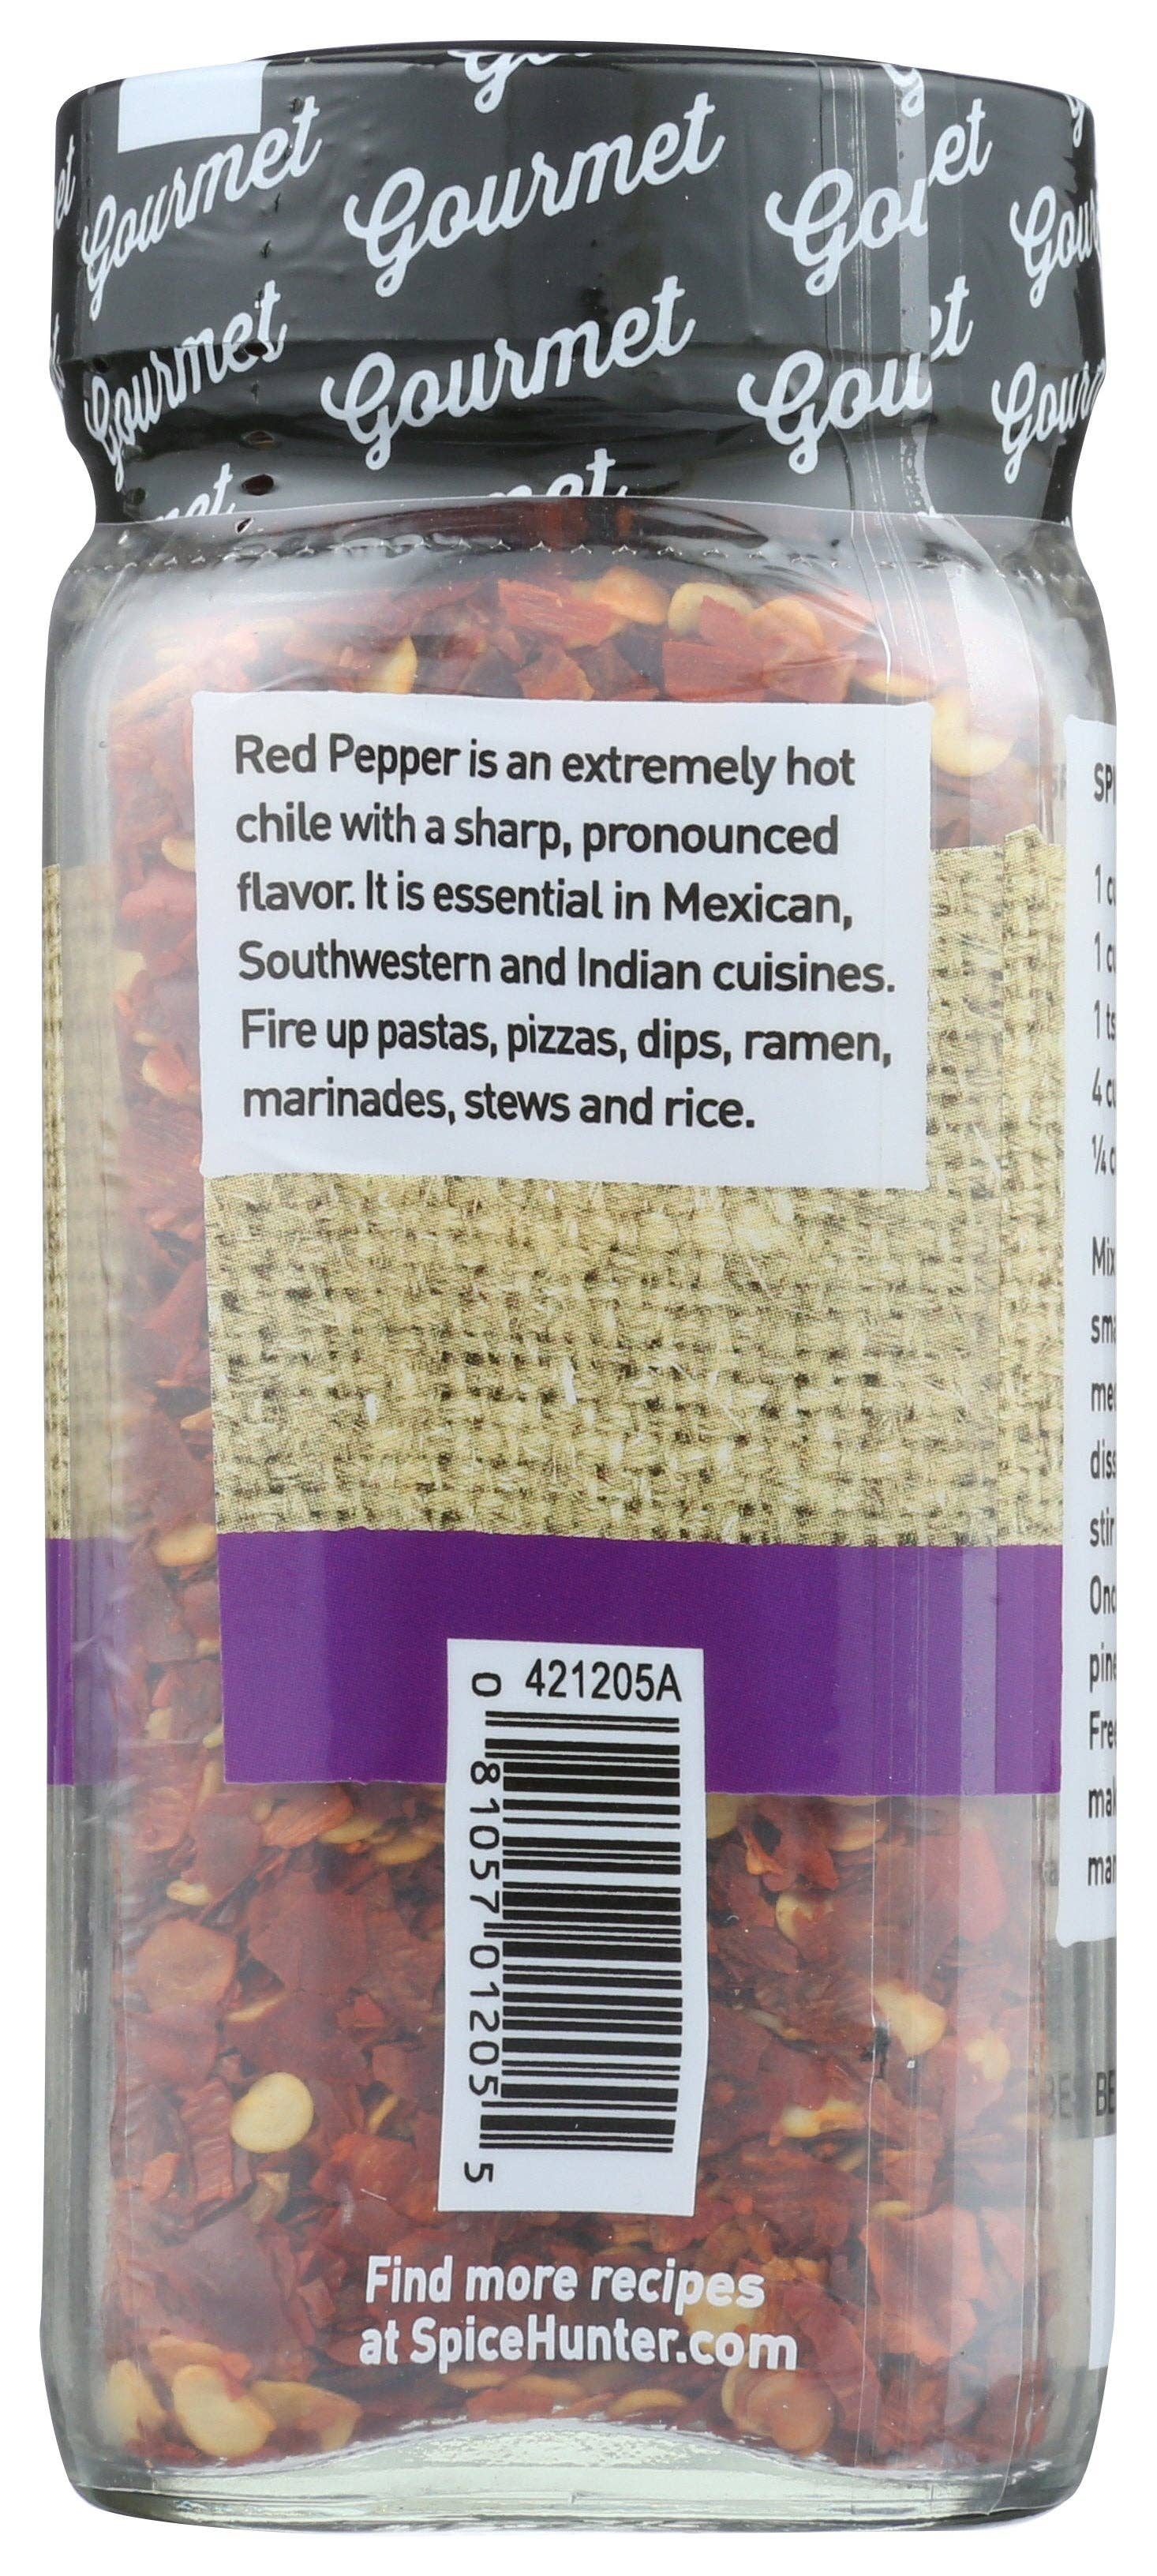 Gourmet
Gourmet
Gourmet
Gourmet
Red Pepper is an extremely hot
chile with a sharp, pronounced
flavor. It is essential in Mexican,
Southwestern and Indian cuisines.
Fire up pastas, pizzas, dips, ramen,
marinades, stews and rice.
421205A
0 81057 01205 5
Find more recipes
at SpiceHunter.com